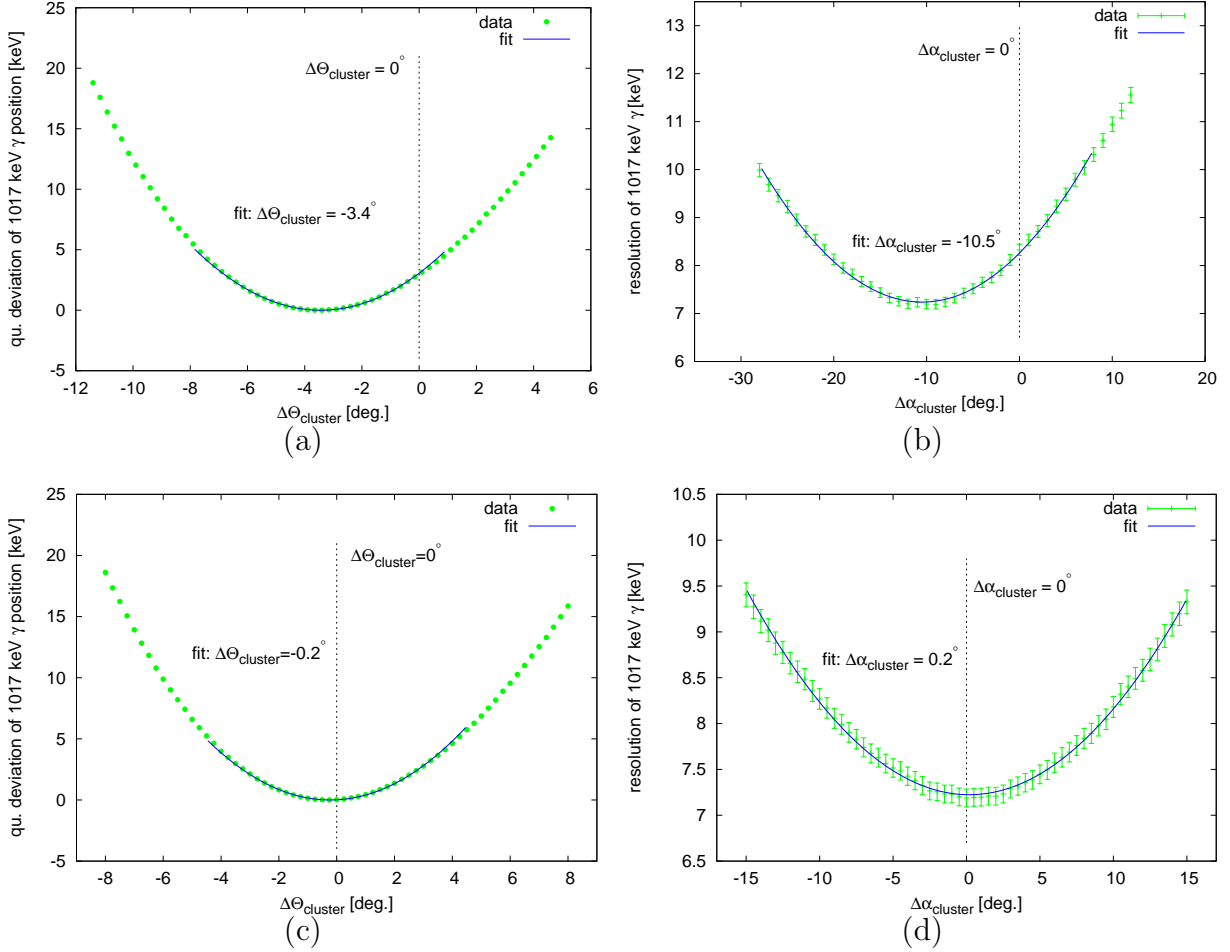 qu. deviation of 1017 keV γ position [keV]
25
20
15
10
5
0
-5
-12 -10 -8 -6 -4 -2 0 2 4 6
ΔΘcluster [deg.]
data
fit
ΔΘcluster = 0°
fit: ΔΘcluster = -3.4°
(a)
resolution of 1017 keV γ [keV]
13
12
11
10
9
8
7
6
-30 -20 -10 0 10 20
Δαcluster [deg.]
data
fit
Δαcluster = 0°
fit: Δαcluster = -10.5°
(b)
qu. deviation of 1017 keV γ position [keV]
25
20
15
10
5
0
-5
-8 -6 -4 -2 0 2 4 6 8
ΔΘcluster [deg.]
data
fit
ΔΘcluster=0°
fit: ΔΘcluster=-0.2°
(c)
resolution of 1017 keV γ [keV]
10.5
10
9.5
9
8.5
8
7.5
7
6.5
-15 -10 -5 0 5 10 15
Δαcluster [deg.]
data
fit
Δαcluster = 0°
fit: Δαcluster = 0.2°
(d)